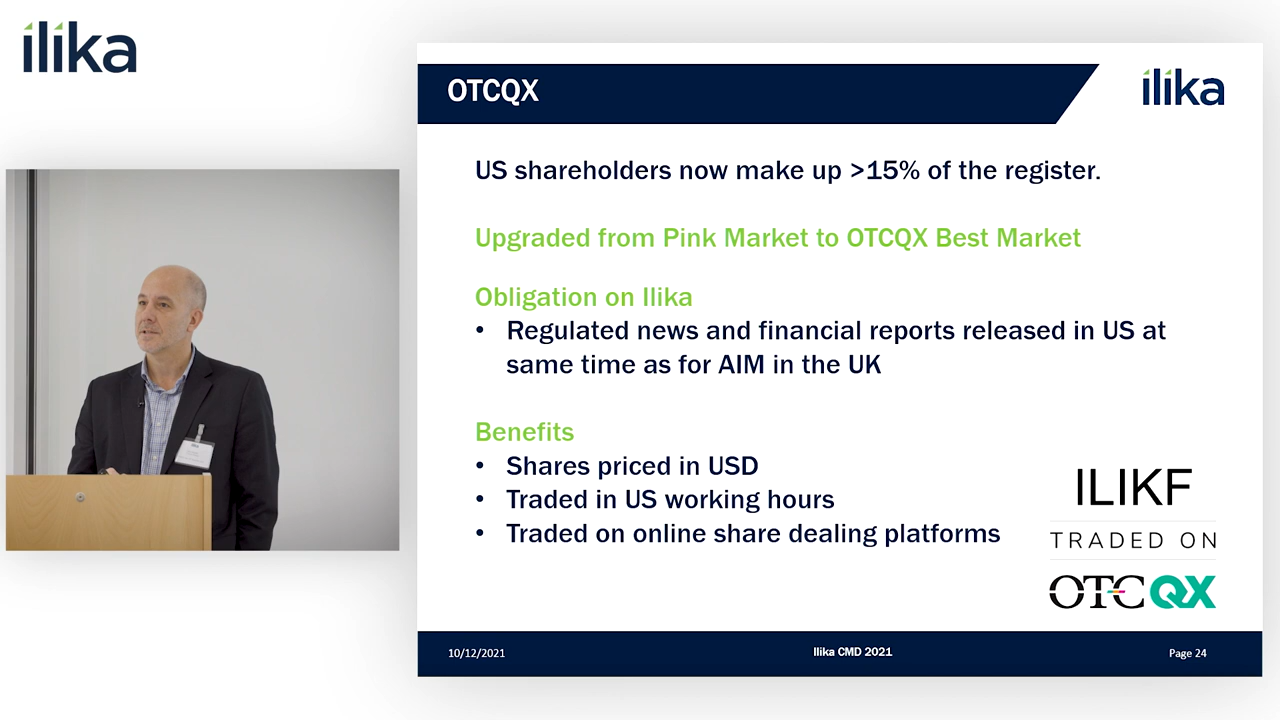 ilika
OTCQX
ilika
US shareholders now make up >15% of the register.
Upgraded from Pink Market to OTCQX Best Market
Obligation on Ilika
• Regulated news and financial reports released in US at
same time as for AIM in the UK
Benefits
• Shares priced in USD
• Traded in US working hours
• Traded on online share dealing platforms
ILIKF
TRADED ON
OTCQX
10/12/2021
Ilika CMD 2021
Page 24